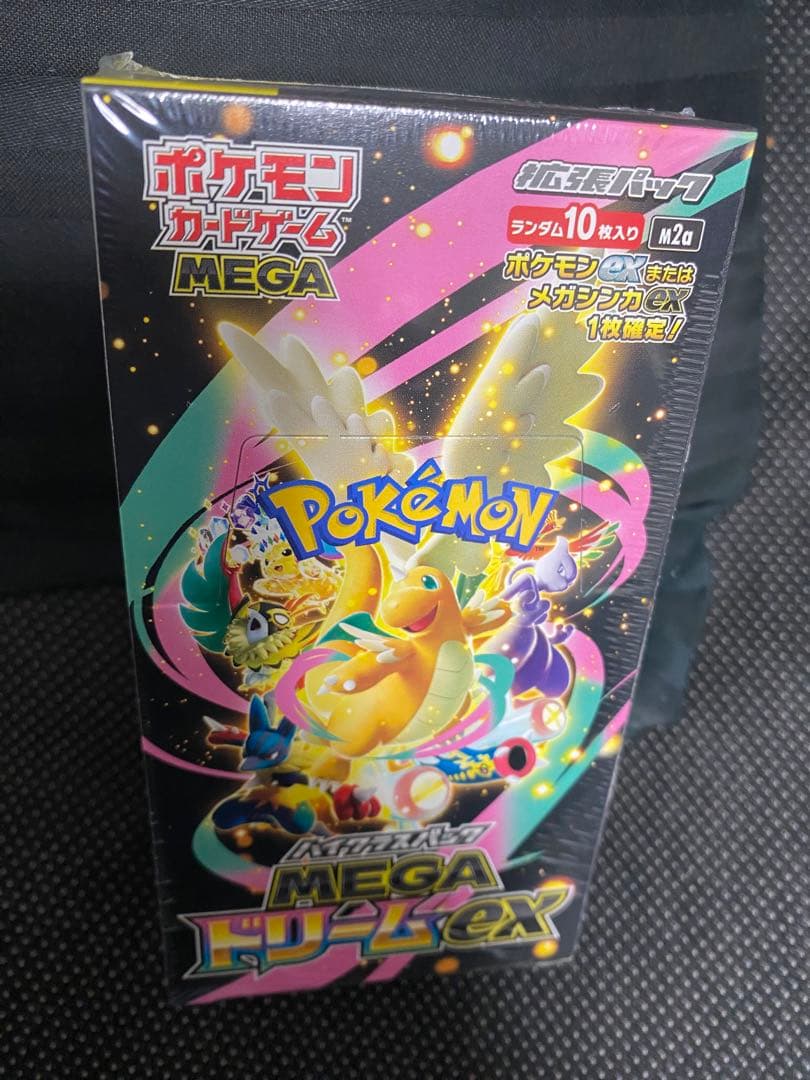 ポケモン
カードゲーム™
MEGA
拡張パック
ランダム10枚入り M2a
ポケモンexまたは
メガシンカex
1枚確定!
POKéMON™
ハイクラスパック
MEGA
ドリームex